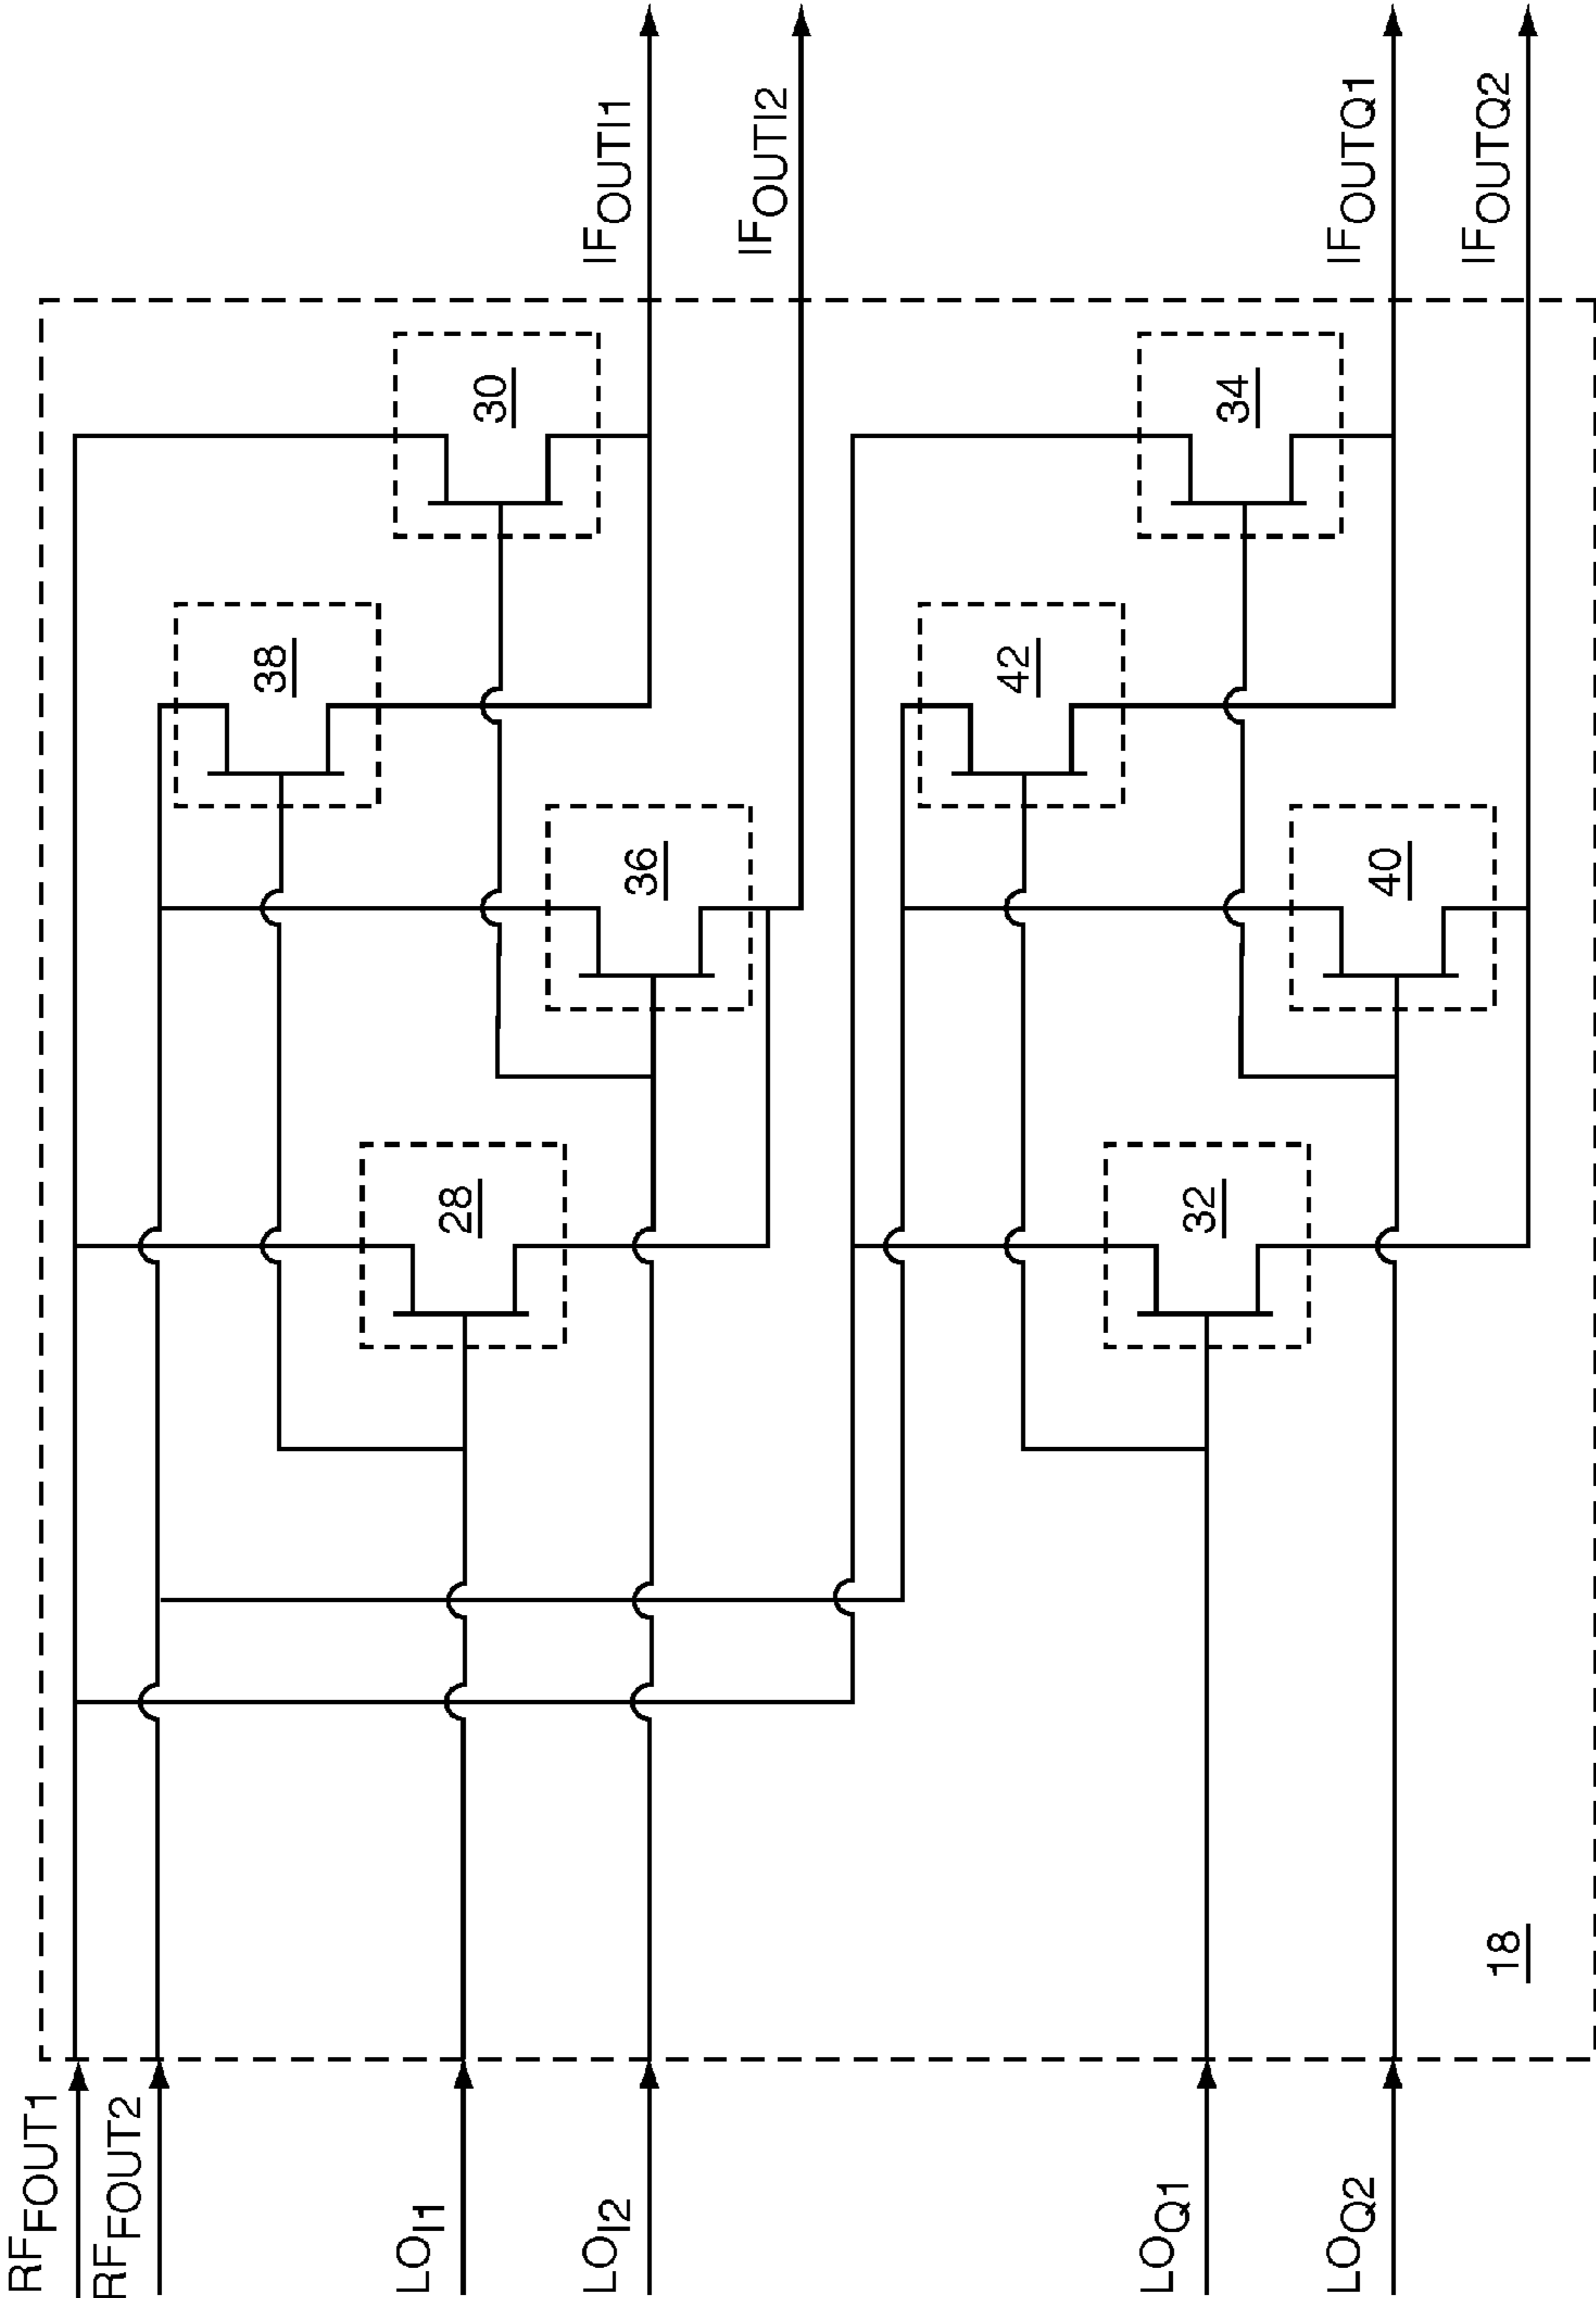 RFFOUT1
RFFOUT2
LOI1
LOI2
LOQ1
LOQ2
28
38
36
30
32
42
40
34
IFOUTI1
IFOUTI2
IFOUTQ1
IFOUTQ2
18